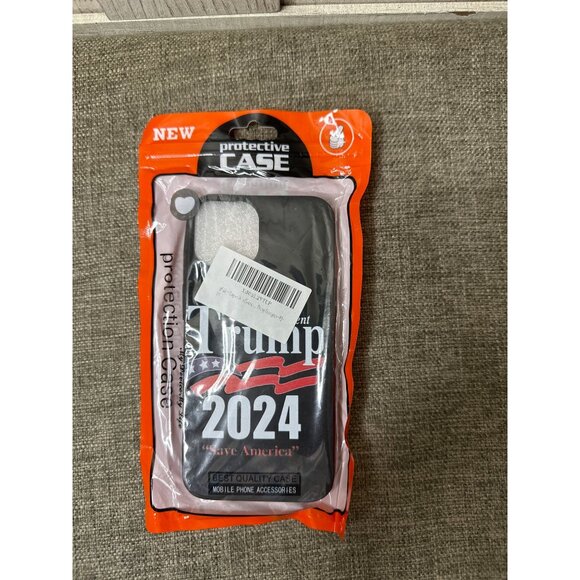 NEW
protective
CASE
protection Case
Trump
2024
"Save America"
BEST QUALITY CASE
MOBILE PHONE ACCESSORIES